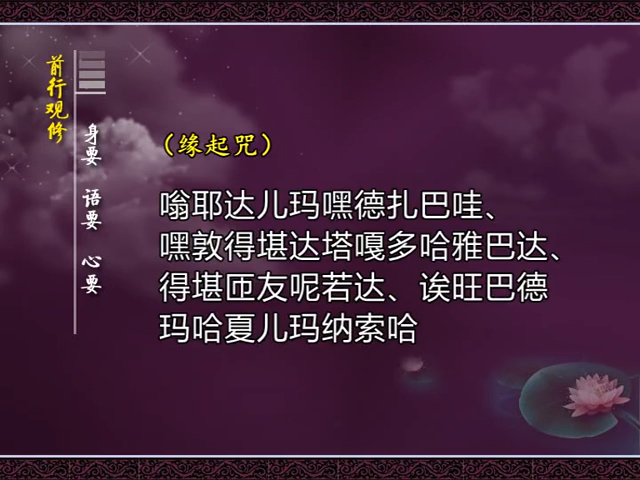 前行观修
身要 语要 心要
（缘起咒）
嗡耶达儿玛嘿德扎巴哇、
嘿敦得堪达塔嘎多哈雅巴达、
得堪匝友呢若达、诶旺巴德
玛哈夏儿玛纳索哈